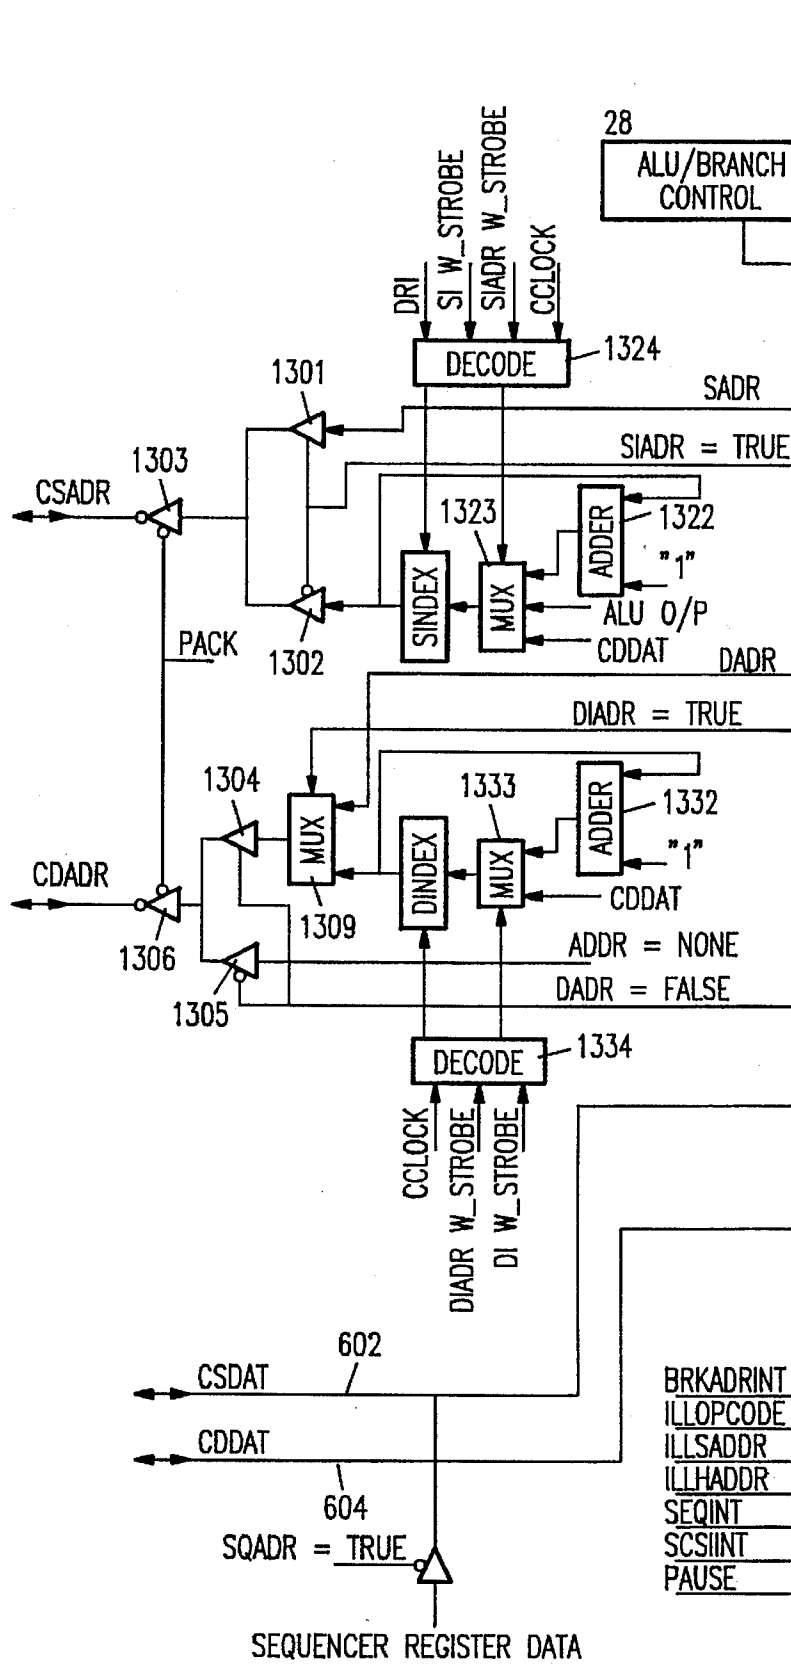 28
ALU/BRANCH
CONTROL
DRI
SI W_STROBE
SIADR W_STROBE
CCLOCK
DECODE
1324
1301
SADR
1303
SIADR = TRUE
CSADR
1323
ADDER
1322
"1"
SINDEX
MUX
ALU O/P
1302
CDDAT
PACK
DADR
DIADR = TRUE
1304
1333
ADDER
1332
MUX
DINDEX
MUX
"1"
CDADR
CDDAT
1309
1306
ADDR = NONE
1305
DADR = FALSE
DECODE
1334
CCLOCK
DIADR W_STROBE
DI W_STROBE
602
CSDAT
CDDAT
604
BRKADRINT
ILLOPCODE
ILLSADDR
ILLHADDR
SEQINT
SCSIINT
PAUSE
SQADR = TRUE
SEQUENCER REGISTER DATA